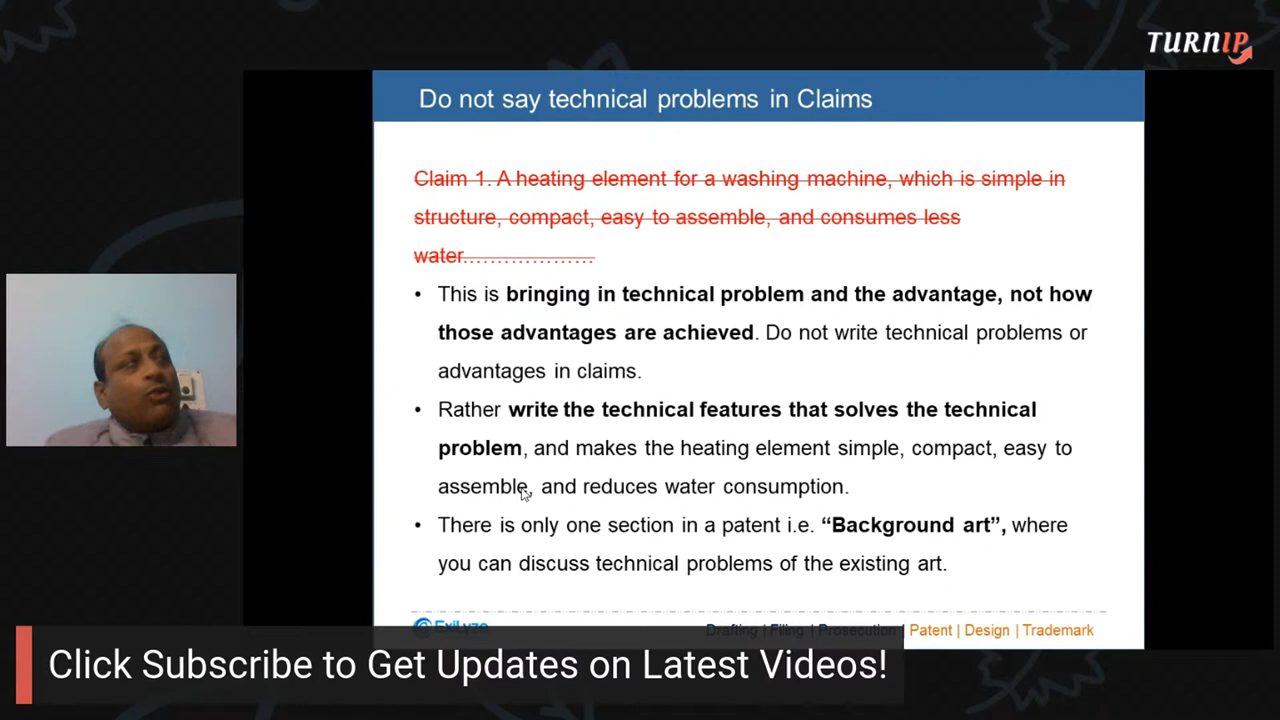 TURNIP
Do not say technical problems in Claims
Claim 1. A heating element for a washing machine, which is simple in
structure, compact, easy to assemble, and consumes less
water...................
• This is bringing in technical problem and the advantage, not how
those advantages are achieved. Do not write technical problems or
advantages in claims.
• Rather write the technical features that solves the technical
problem, and makes the heating element simple, compact, easy to
assemble, and reduces water consumption.
• There is only one section in a patent i.e. “Background art”, where
you can discuss technical problems of the existing art.
ExiLyze
Drafting | Filing | Prosecution | Patent | Design | Trademark
Click Subscribe to Get Updates on Latest Videos!